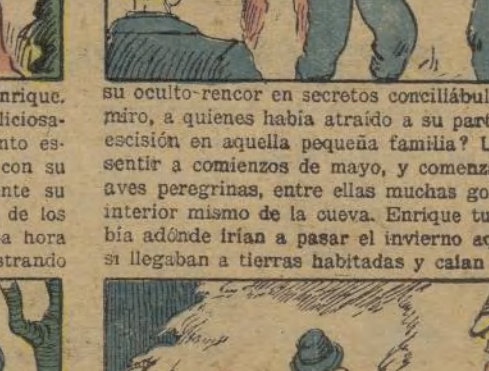 nrique.
liciosa-
nto es-
con su
nte su
de los
a hora
strando
su oculto rencor en secretos conciliábul
miro, a quienes había atraído a su par
escisión en aquella pequeña familia?
sentir a comienzos de mayo, y comenz
aves peregrinas, entre ellas muchas go
interior mismo de la cueva. Enrique tu
bía adónde irían a pasar el invierno a
si llegaban a tierras habitadas y caían